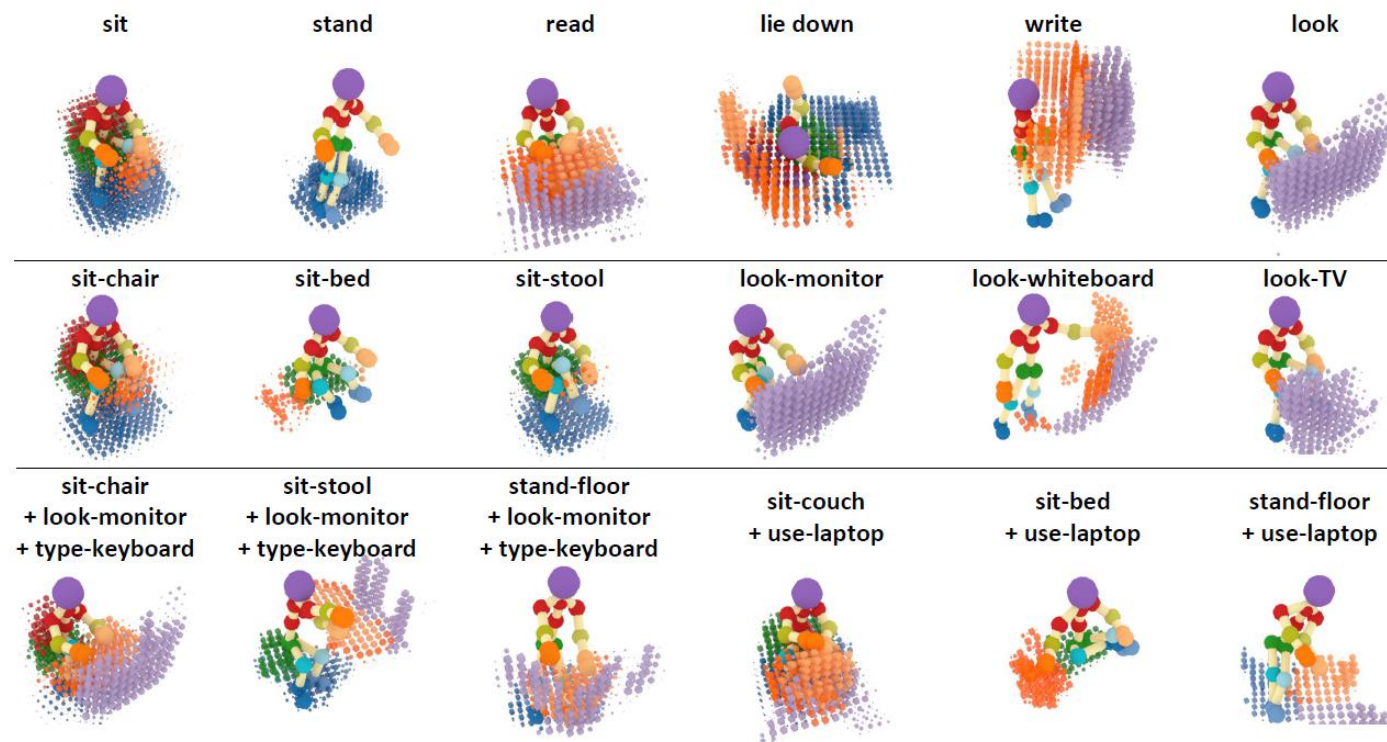 sit
stand
read
lie down
write
look
sit-chair
sit-bed
sit-stool
look-monitor
look-whiteboard
look-TV
sit-chair
+ look-monitor
+ type-keyboard
sit-stool
+ look-monitor
+ type-keyboard
stand-floor
+ look-monitor
+ type-keyboard
sit-couch
+ use-laptop
sit-bed
+ use-laptop
stand-floor
+ use-laptop